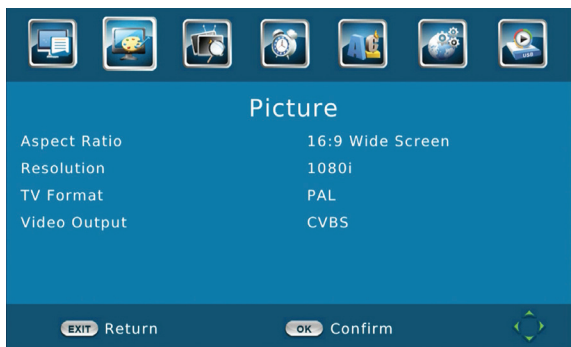 USB
Picture
Aspect Ratio 16:9 Wide Screen
Resolution 1080i
TV Format PAL
Video Output CVBS
EXIT Return OK Confirm